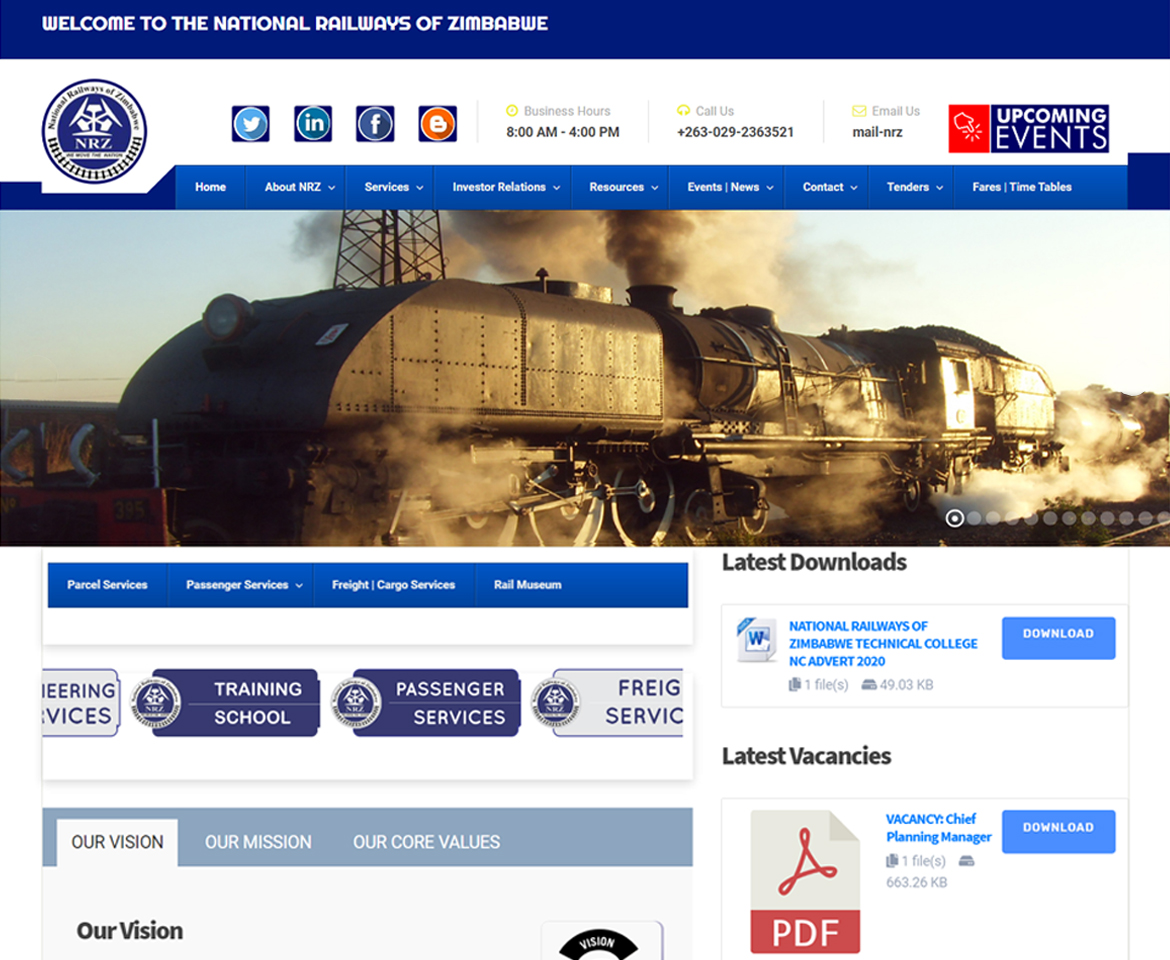 WELCOME TO THE NATIONAL RAILWAYS OF ZIMBABWE
National Railways of Zimbabwe
NRZ
WE MOVE THE NATION
Business Hours
8:00 AM - 4:00 PM
Call Us
+263-029-2363521
Email Us
mail-nrz
UPCOMING
EVENTS
Home
About NRZ
Services
Investor Relations
Resources
Events | News
Contact
Tenders
Fares | Time Tables
395
Parcel Services
Passenger Services
Freight | Cargo Services
Rail Museum
NEERING
VICES
NRZ
TRAINING
SCHOOL
NRZ
PASSENGER
SERVICES
NRZ
FREIG
SERVIC
OUR VISION
OUR MISSION
OUR CORE VALUES
Our Vision
VISION
Latest Downloads
NATIONAL RAILWAYS OF
ZIMBABWE TECHNICAL COLLEGE
NC ADVERT 2020
1 file(s) 49.03 KB
DOWNLOAD
Latest Vacancies
PDF
VACANCY: Chief
Planning Manager
1 file(s)
663.26 KB
DOWNLOAD